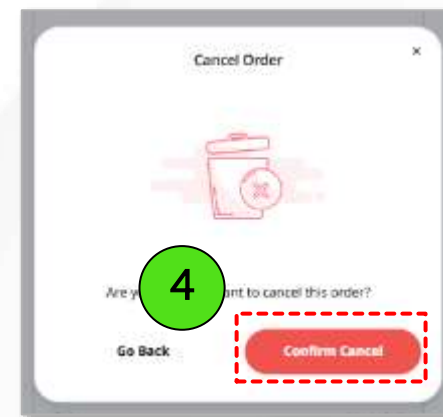 Cancel Order
×
Are y
4
ant to cancel this order?
Go Back
Confirm Cancel